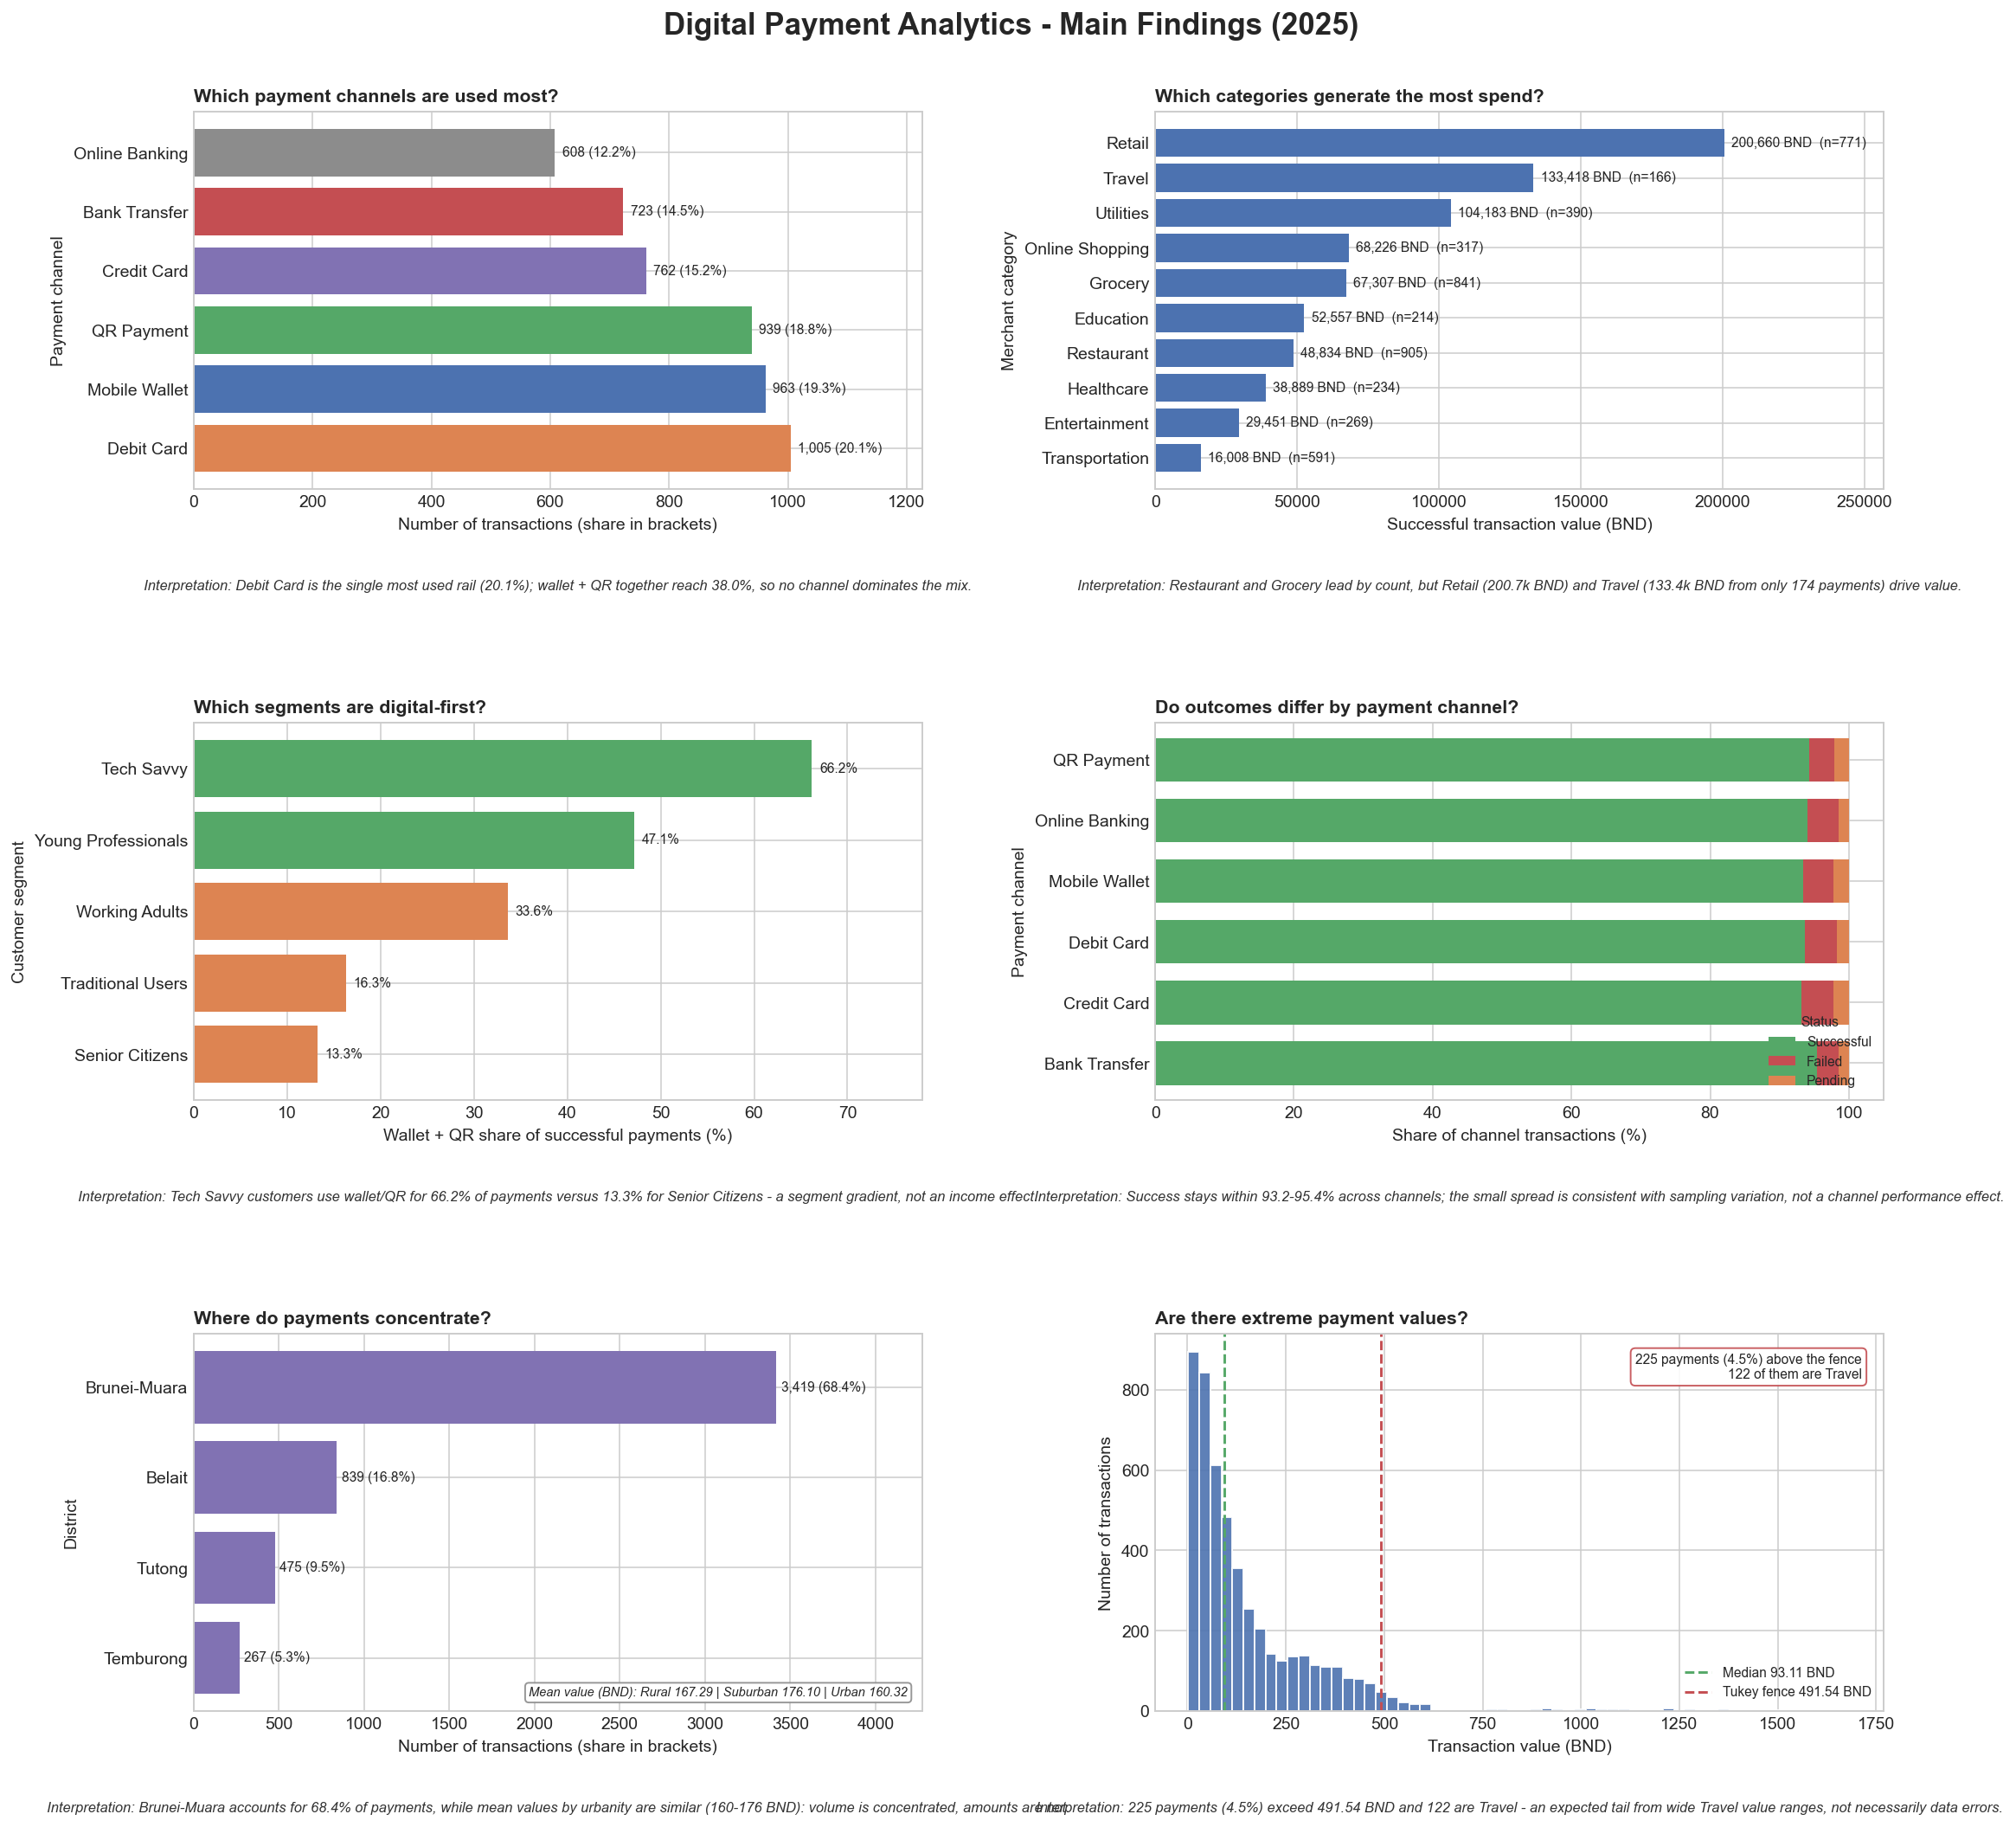 Digital Payment Analytics - Main Findings (2025)
Which payment channels are used most?
Payment channel
Online Banking
608 (12.2%)
Bank Transfer
723 (14.5%)
Credit Card
762 (15.2%)
QR Payment
939 (18.8%)
Mobile Wallet
963 (19.3%)
Debit Card
1,005 (20.1%)
0 200 400 600 800 1000 1200
Number of transactions (share in brackets)
Interpretation: Debit Card is the single most used rail (20.1%); wallet + QR together reach 38.0%, so no channel dominates the mix.
Which categories generate the most spend?
Merchant category
Retail
200,660 BND (n=771)
Travel
133,418 BND (n=166)
Utilities
104,183 BND (n=390)
Online Shopping
68,226 BND (n=317)
Grocery
67,307 BND (n=841)
Education
52,557 BND (n=214)
Restaurant
48,834 BND (n=905)
Healthcare
38,889 BND (n=234)
Entertainment
29,451 BND (n=269)
Transportation
16,008 BND (n=591)
0 50000 100000 150000 200000 250000
Successful transaction value (BND)
Interpretation: Restaurant and Grocery lead by count, but Retail (200.7k BND) and Travel (133.4k BND from only 174 payments) drive value.
Which segments are digital-first?
Customer segment
Tech Savvy
66.2%
Young Professionals
47.1%
Working Adults
33.6%
Traditional Users
16.3%
Senior Citizens
13.3%
0 10 20 30 40 50 60 70
Wallet + QR share of successful payments (%)
Interpretation: Tech Savvy customers use wallet/QR for 66.2% of payments versus 13.3% for Senior Citizens - a segment gradient, not an income effect
Do outcomes differ by payment channel?
Payment channel
QR Payment
Online Banking
Mobile Wallet
Debit Card
Credit Card
Bank Transfer
Status
Successful
Failed
Pending
0 20 40 60 80 100
Share of channel transactions (%)
Interpretation: Success stays within 93.2-95.4% across channels; the small spread is consistent with sampling variation, not a channel performance effect.
Where do payments concentrate?
District
Brunei-Muara
3,419 (68.4%)
Belait
839 (16.8%)
Tutong
475 (9.5%)
Temburong
267 (5.3%)
Mean value (BND): Rural 167.29 | Suburban 176.10 | Urban 160.32
0 500 1000 1500 2000 2500 3000 3500 4000
Number of transactions (share in brackets)
Interpretation: Brunei-Muara accounts for 68.4% of payments, while mean values by urbanity are similar (160-176 BND): volume is concentrated, amounts are not
Are there extreme payment values?
Number of transactions
800
600
400
200
0
225 payments (4.5%) above the fence
122 of them are Travel
Median 93.11 BND
Tukey fence 491.54 BND
0 250 500 750 1000 1250 1500 1750
Transaction value (BND)
Interpretation: 225 payments (4.5%) exceed 491.54 BND and 122 are Travel - an expected tail from wide Travel value ranges, not necessarily data errors.